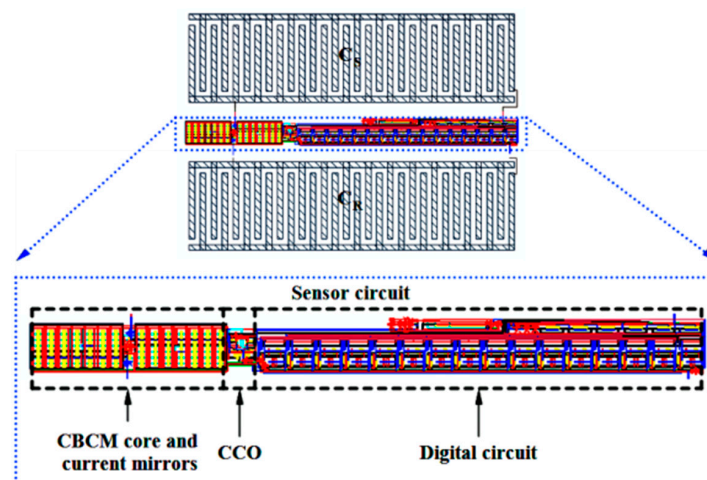 C_S
C_R
Sensor circuit
CBCM core and
current mirrors
CCO
Digital circuit